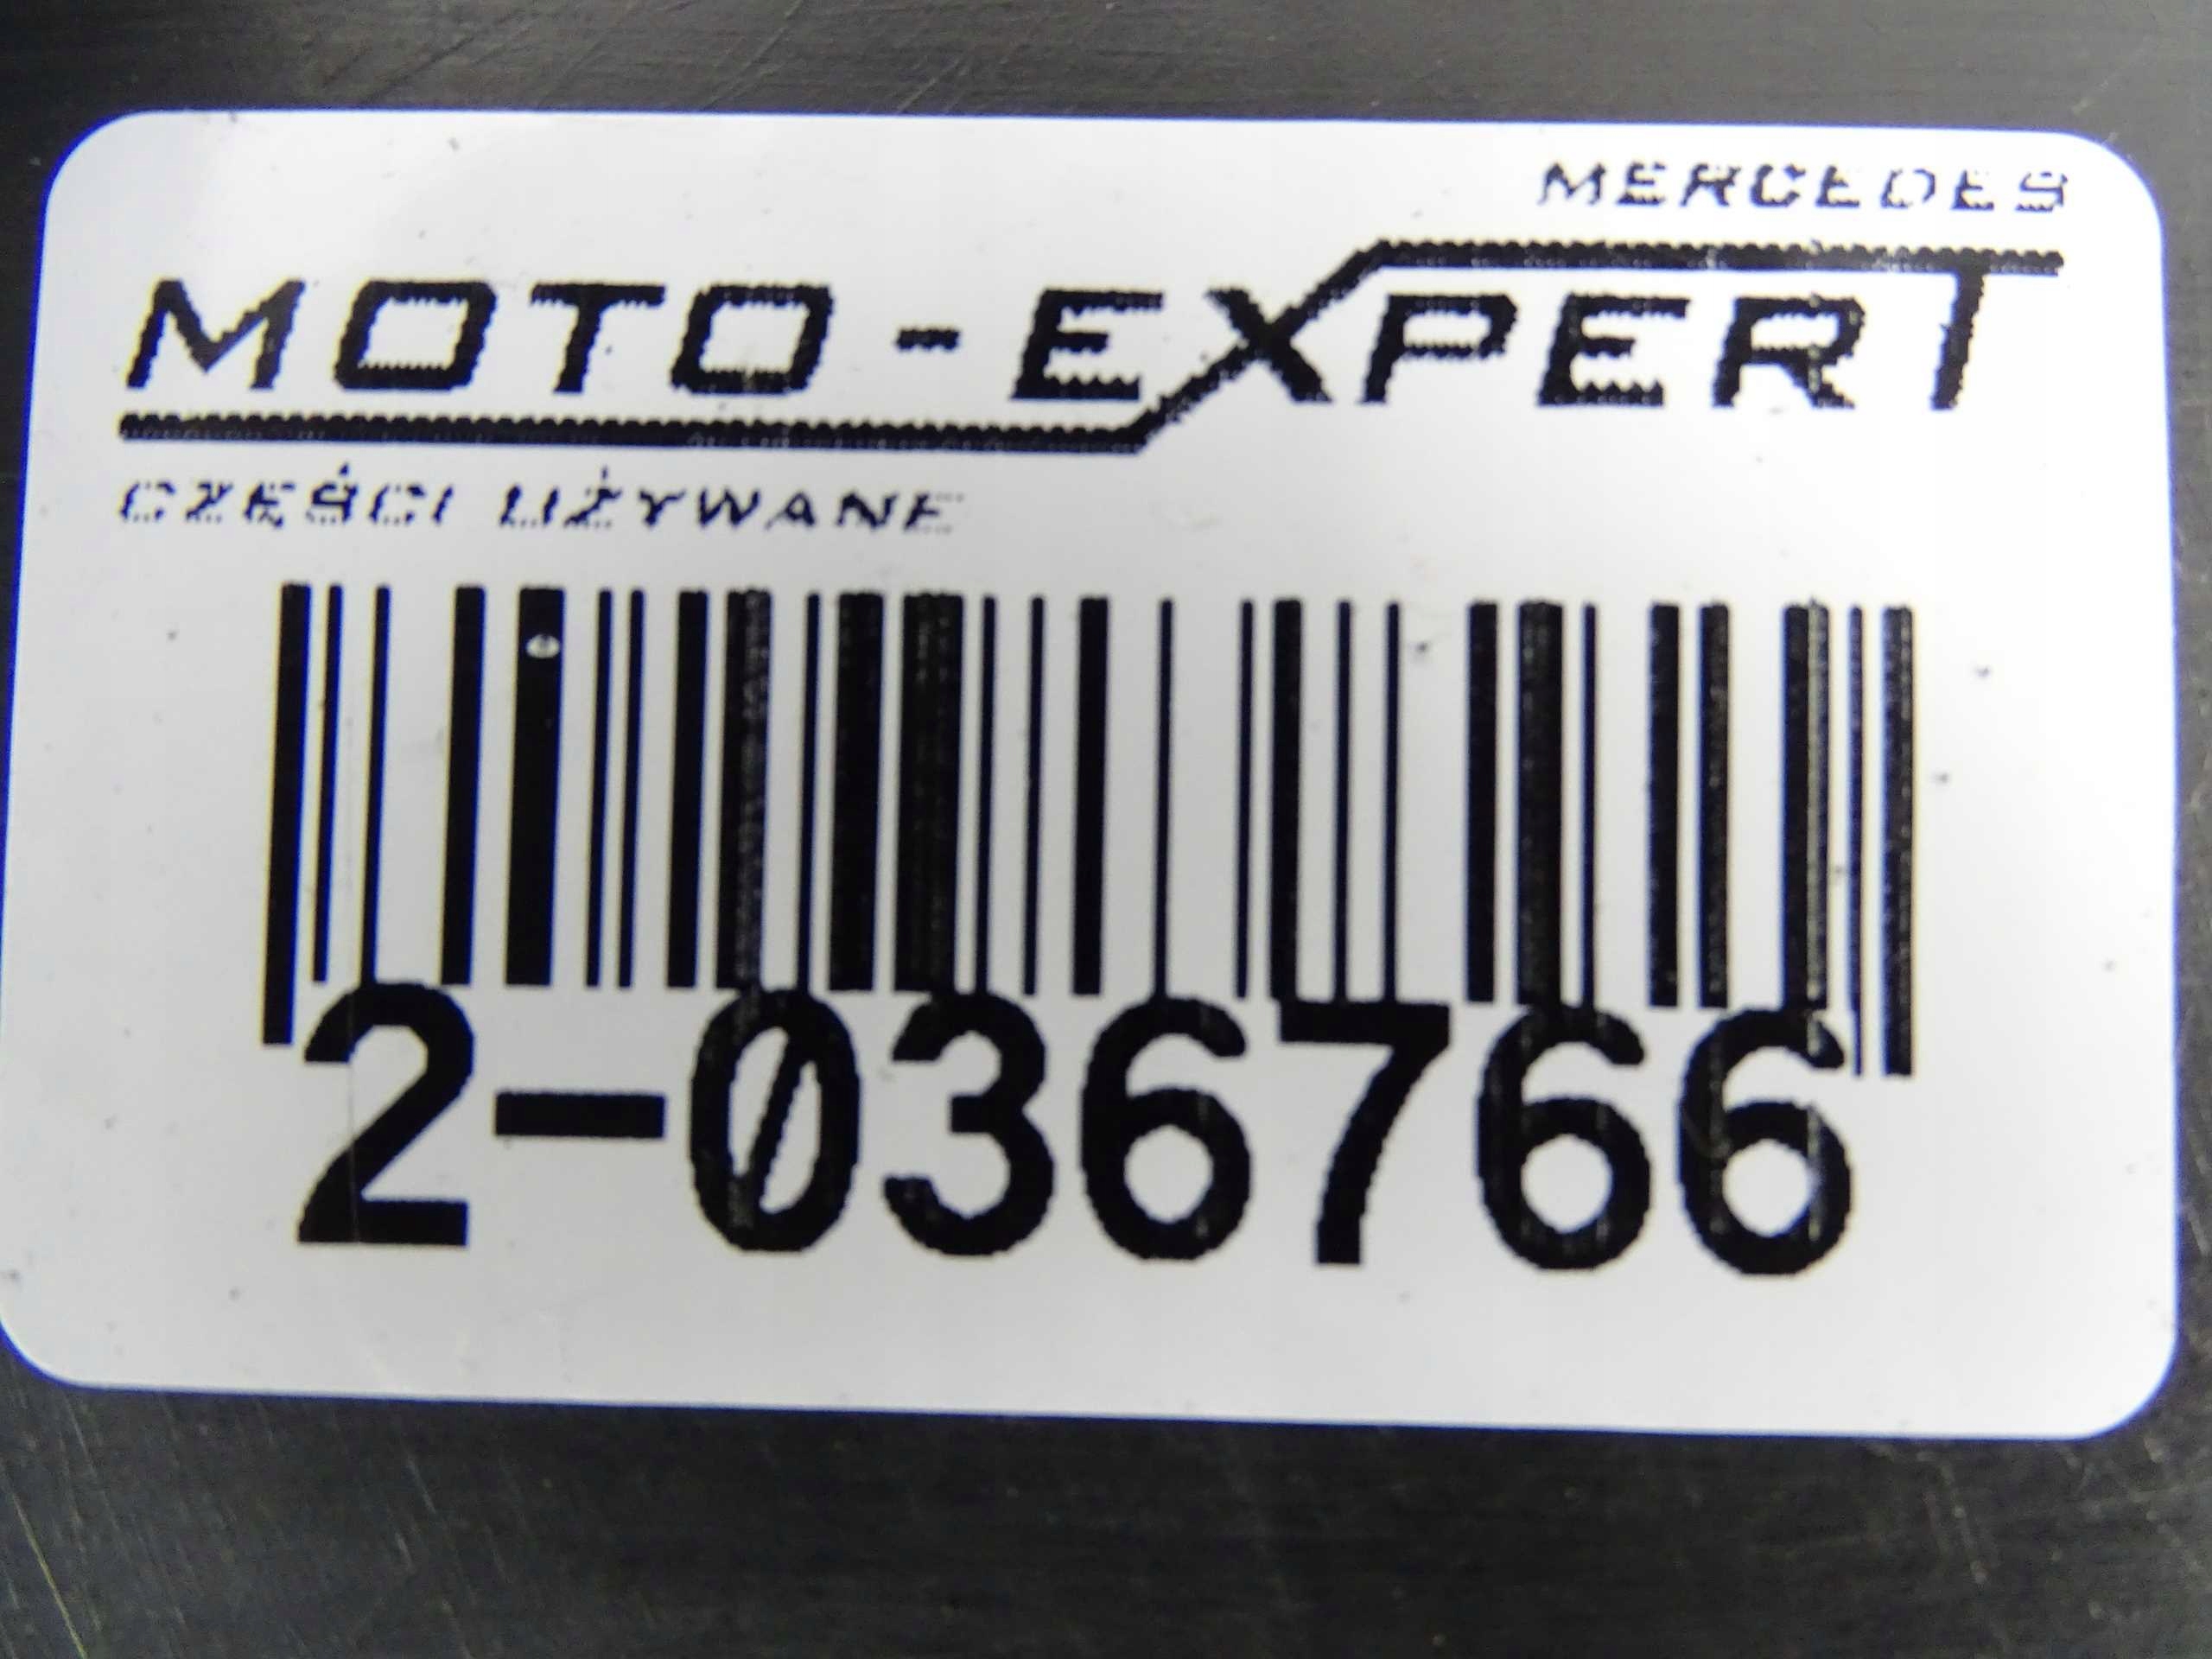 MERCEDES
MOTO-EXPERT
CZĘŚCI UŻYWANE
2-036766